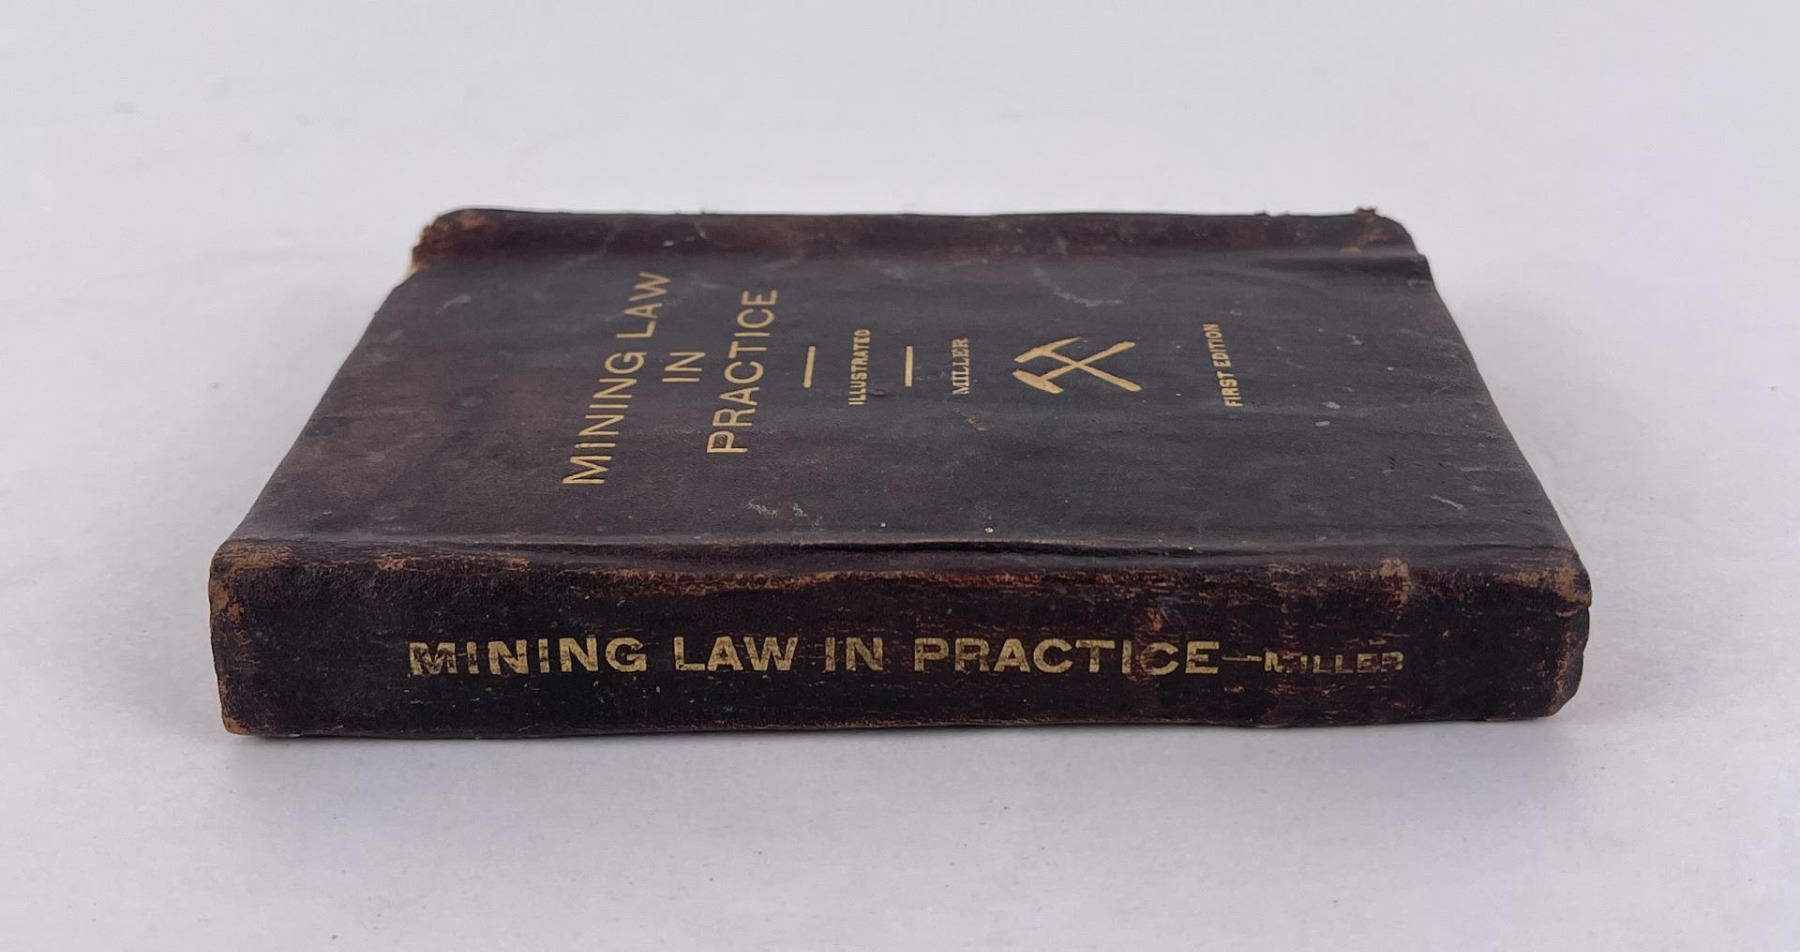 MINING LAW
IN
PRACTICE
ILLUSTRATED
MILLER
FIRST EDITION
MINING LAW IN PRACTICE—MILLER